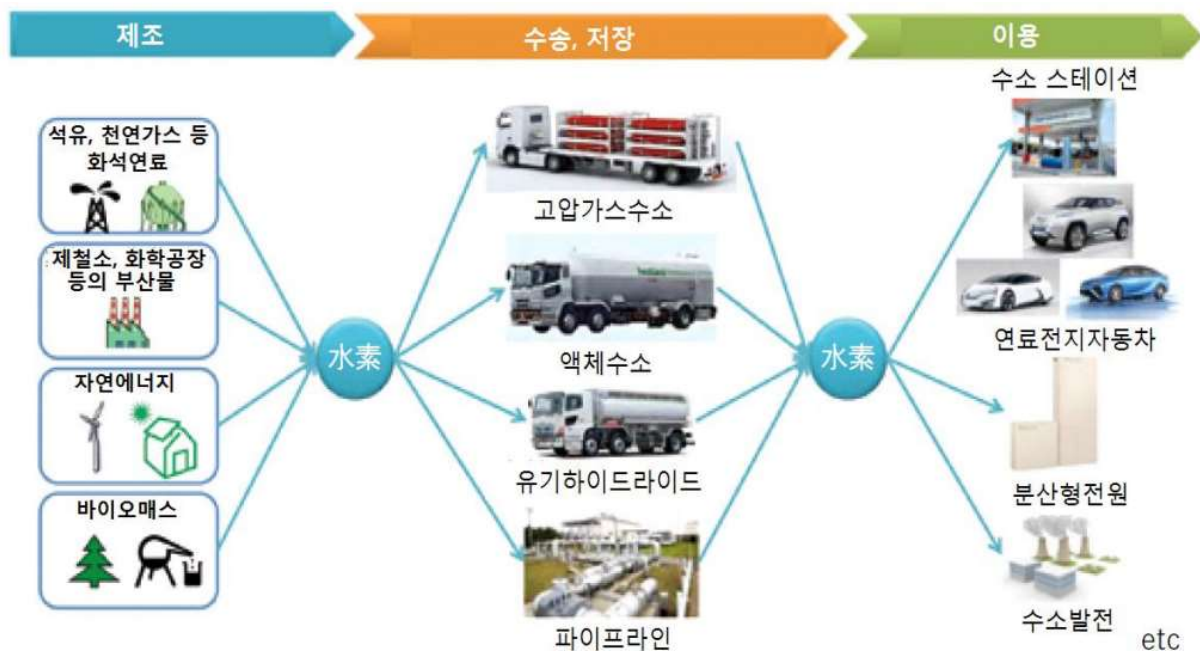 제조
수송, 저장
이용
석유, 천연가스 등
화석연료
제철소, 화학공장
등의 부산물
자연에너지
바이오매스
水素
고압가스수소
액체수소
유기하이드라이드
파이프라인
水素
수소 스테이션
연료전지자동차
분산형전원
수소발전
etc